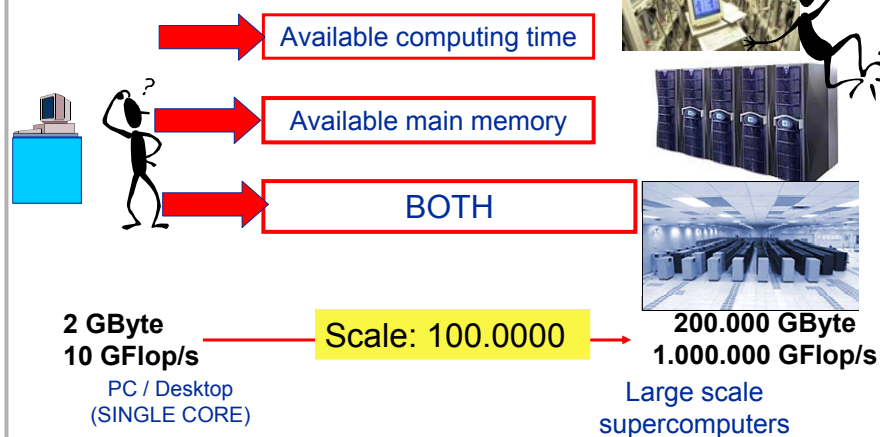 Available computing time
?
Available main memory
BOTH
2 GByte
10 GFlop/s
PC / Desktop
(SINGLE CORE)
Scale: 100.0000
200.000 GByte
1.000.000 GFlop/s
Large scale
supercomputers